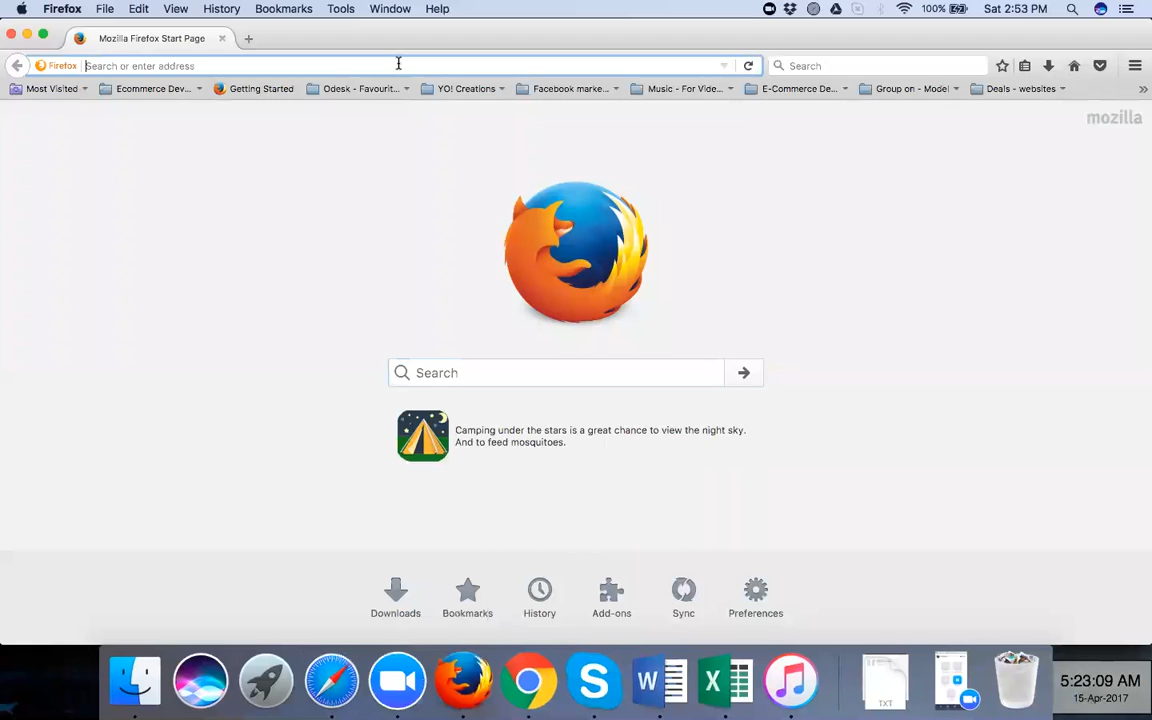 Firefox File Edit View History Bookmarks Tools Window Help 100% Sat 2:53 PM
Mozilla Firefox Start Page
Firefox Search or enter address Search
Most Visited Ecommerce Dev... Getting Started Odesk - Favourit... YO! Creations Facebook marke... Music - For Vide... E-Commerce De... Group on - Model Deals - websites
mozilla
Search
Camping under the stars is a great chance to view the night sky.
And to feed mosquitoes.
Downloads Bookmarks History Add-ons Sync Preferences
TXT
5:23:09 AM
15-Apr-2017